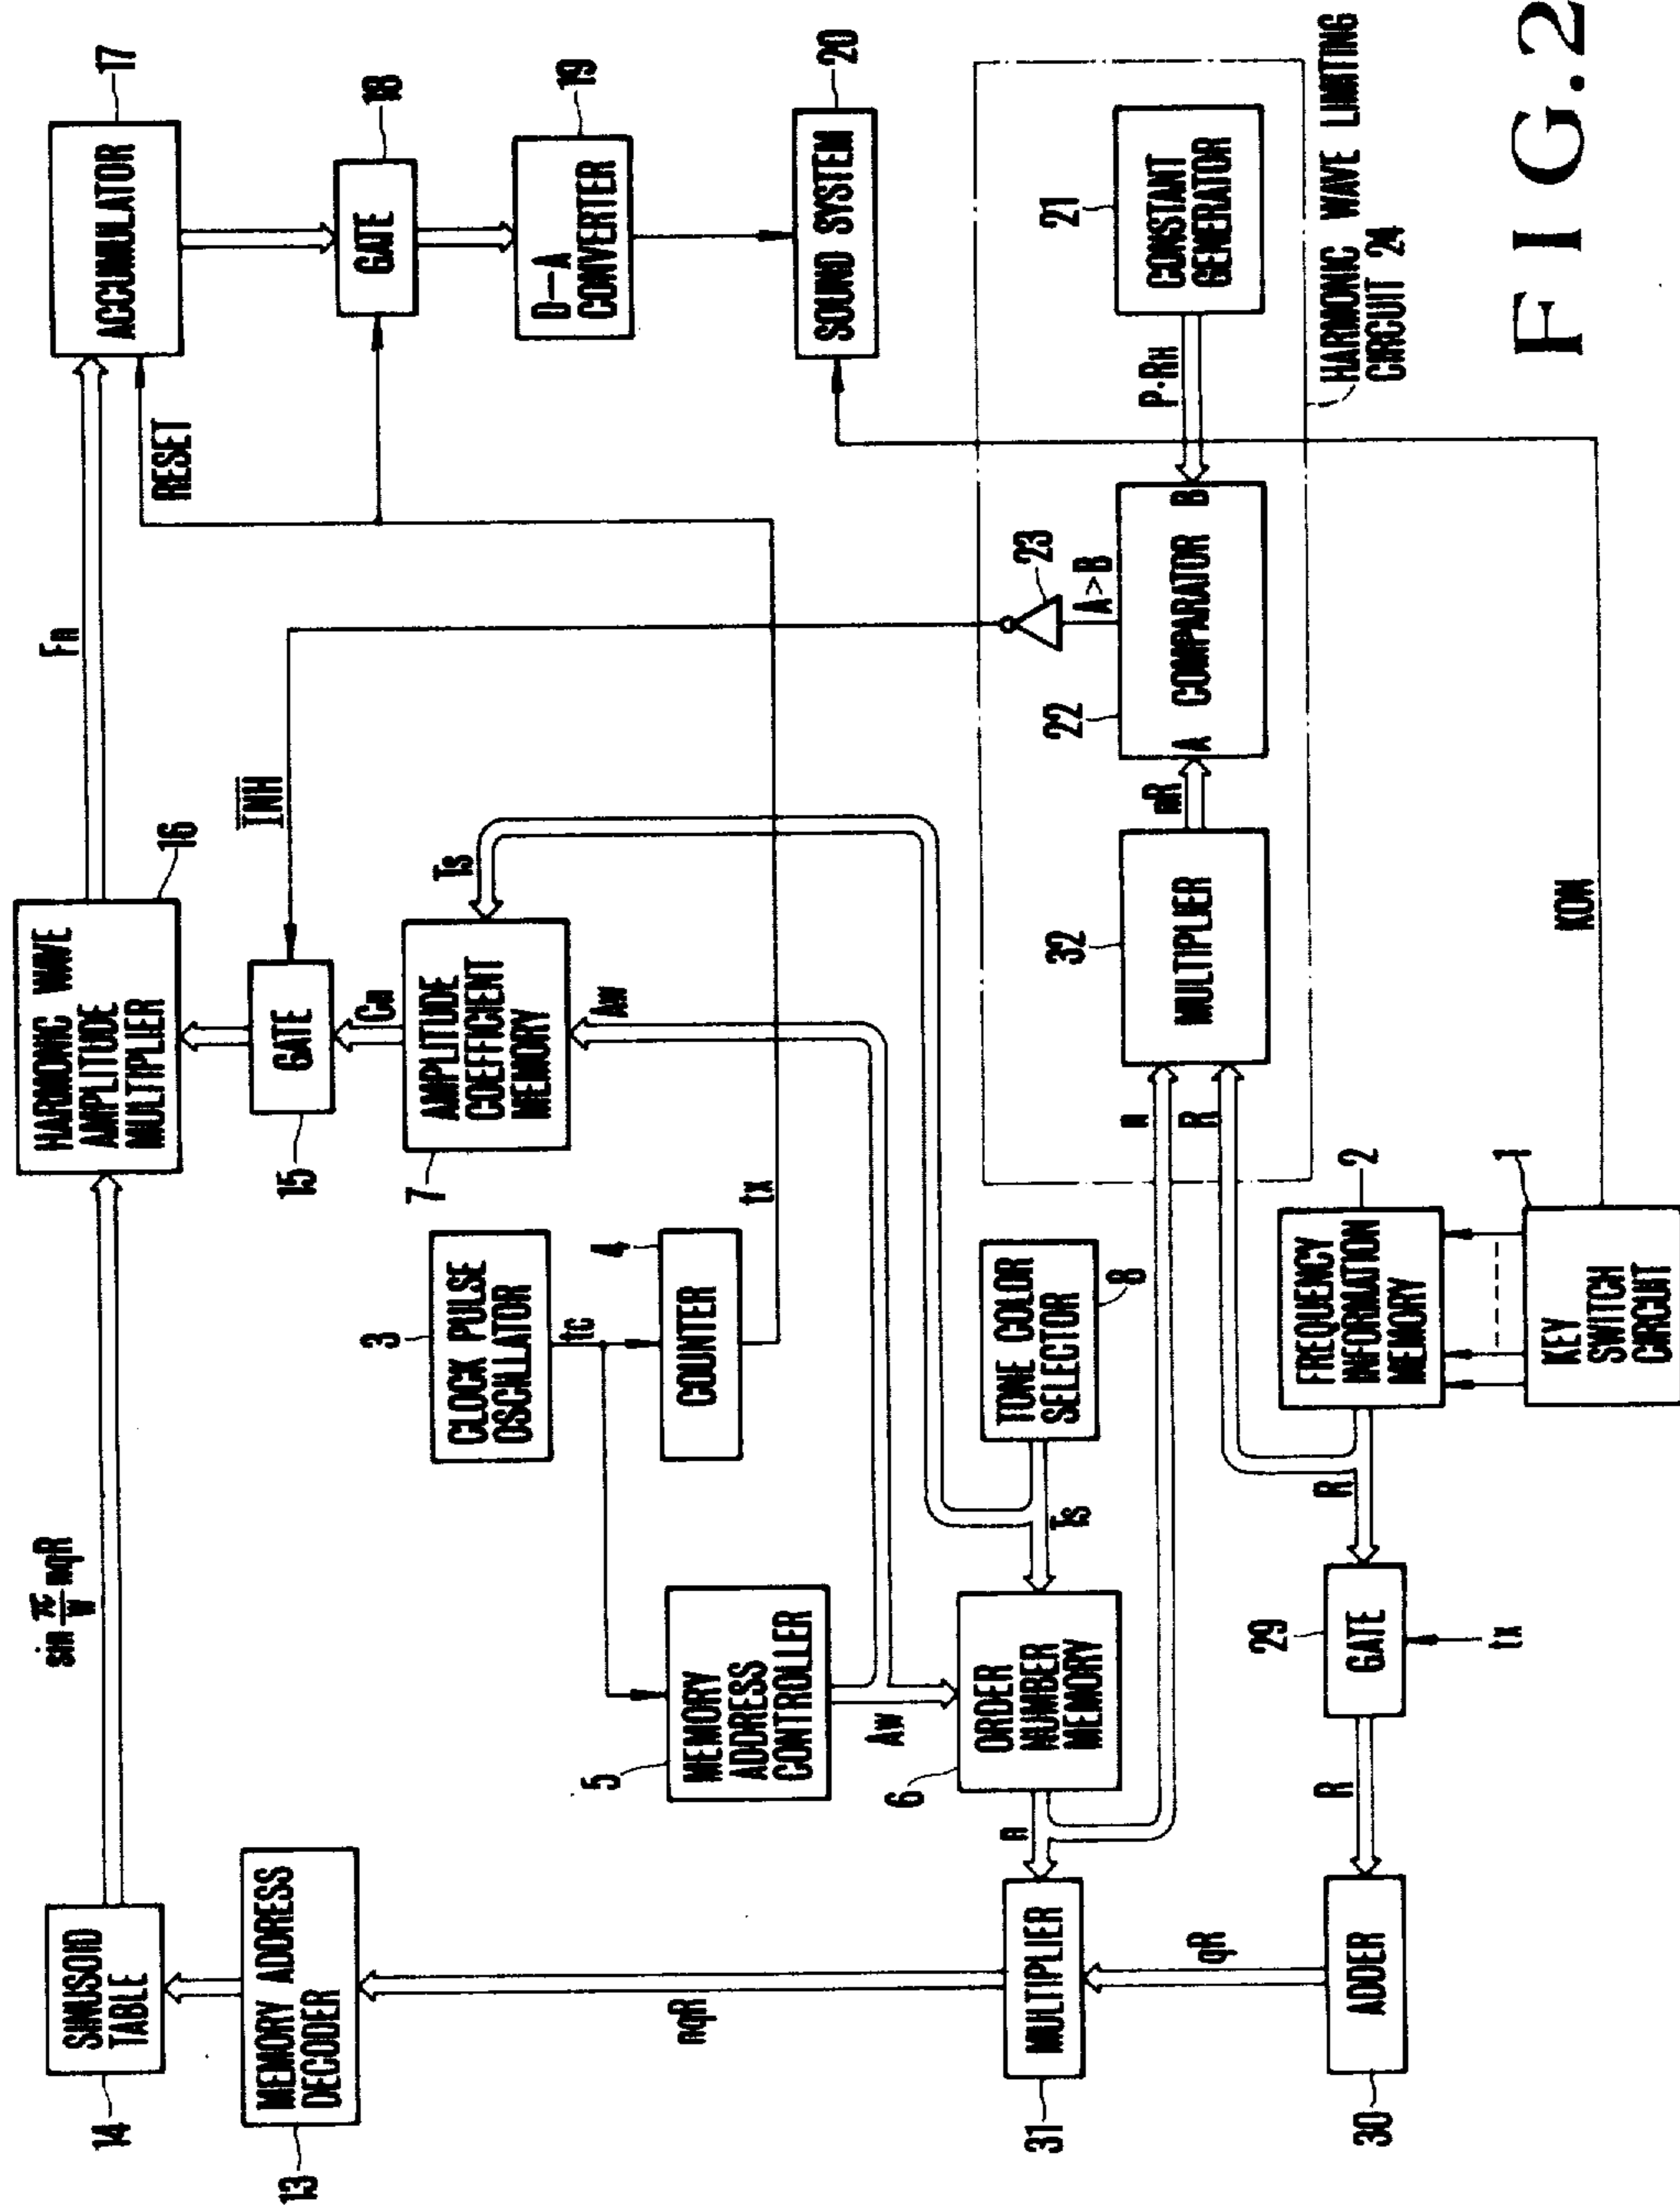 14
SINUSOID
TABLE
sin π/W nqR
HARMONIC WAVE
AMPLITUDE
MULTIPLIER
16
Fn
ACCUMULATOR
17
RESET
13
MEMORY ADDRESS
DECODER
15
GATE
INH
GATE
18
Cn
7
AMPLITUDE
COEFFICIENT
MEMORY
Ts
D-A
CONVERTER
19
3
CLOCK PULSE
OSCILLATOR
tc
Aw
4
COUNTER
tx
SOUND SYSTEM
20
nqR
5
MEMORY
ADDRESS
CONTROLLER
Aw
6
ORDER
NUMBER
MEMORY
Ts
TONE COLOR
SELECTOR
8
n
MULTIPLIER
31
n
R
32
MULTIPLIER
nR
22
A COMPARATOR B
A>B
23
P·RH
21
CONSTANT
GENERATOR
HARMONIC WAVE LIMITING
CIRCUIT 24
qR
30
ADDER
R
29
GATE
tx
R
FREQUENCY
INFORMATION
MEMORY
2
KEY
SWITCH
CIRCUIT
1
KON
FIG.2